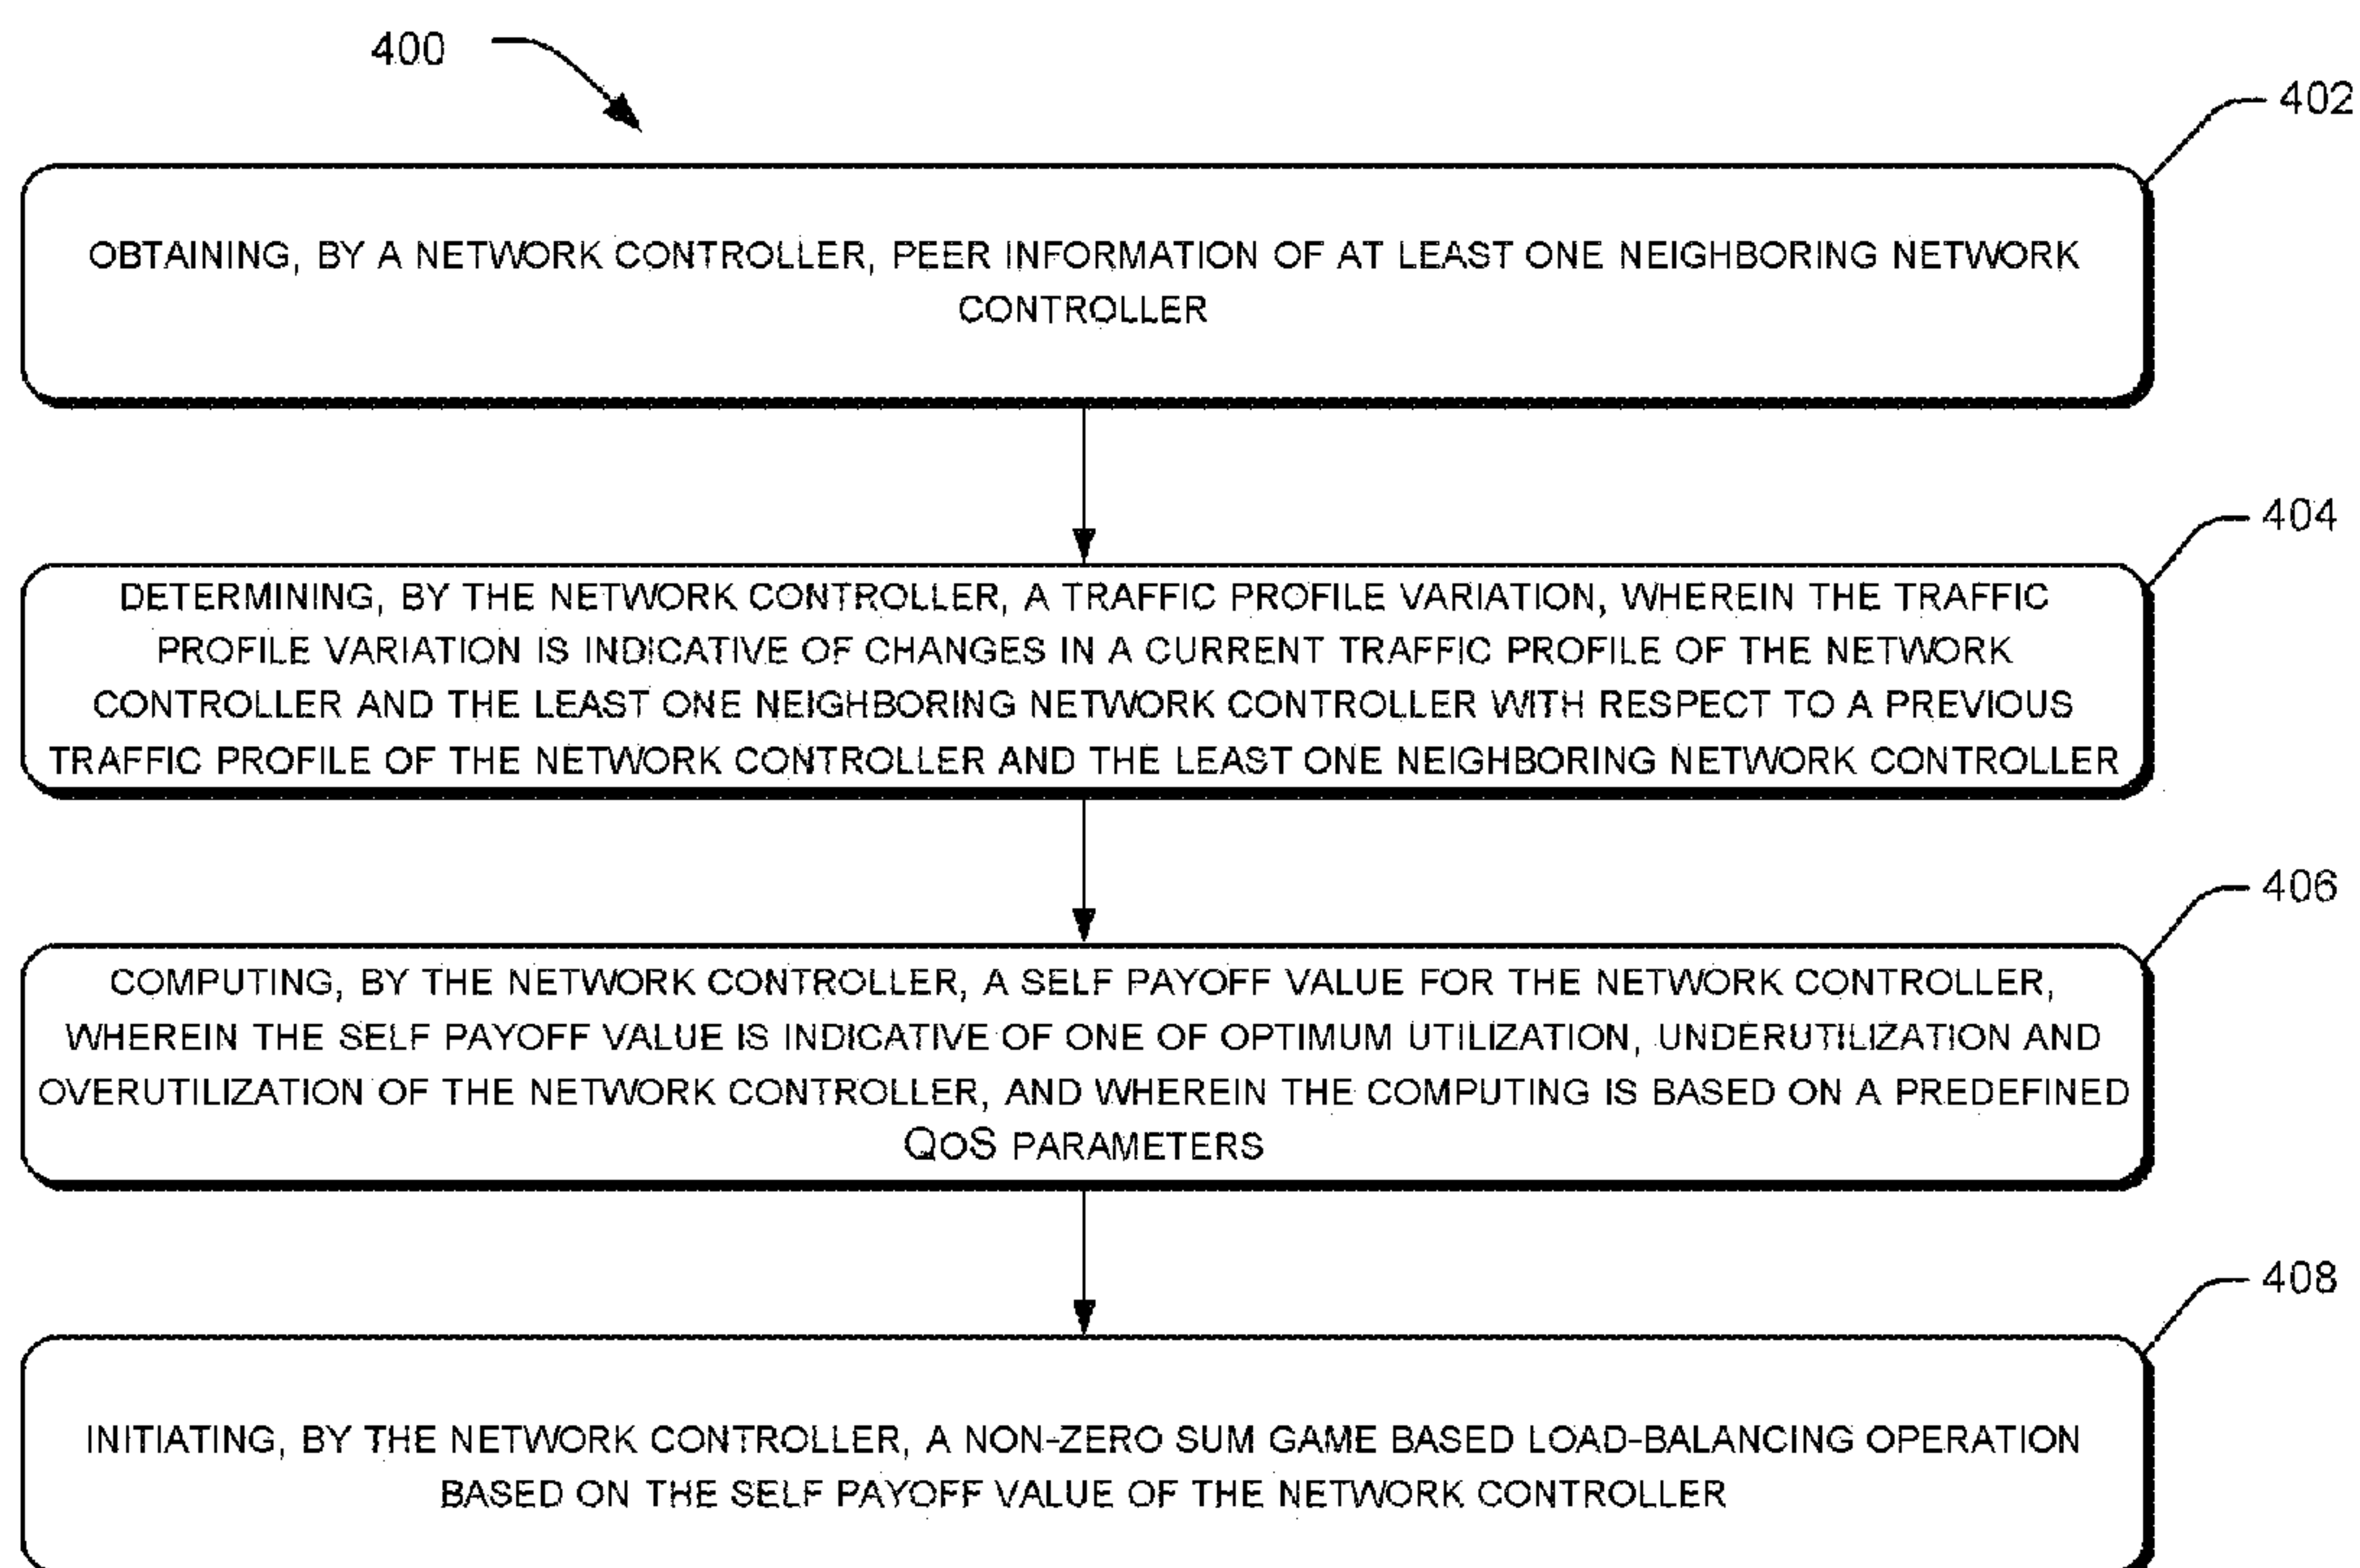 400
402
OBTAINING, BY A NETWORK CONTROLLER, PEER INFORMATION OF AT LEAST ONE NEIGHBORING NETWORK
CONTROLLER
404
DETERMINING, BY THE NETWORK CONTROLLER, A TRAFFIC PROFILE VARIATION, WHEREIN THE TRAFFIC
PROFILE VARIATION IS INDICATIVE OF CHANGES IN A CURRENT TRAFFIC PROFILE OF THE NETWORK
CONTROLLER AND THE LEAST ONE NEIGHBORING NETWORK CONTROLLER WITH RESPECT TO A PREVIOUS
TRAFFIC PROFILE OF THE NETWORK CONTROLLER AND THE LEAST ONE NEIGHBORING NETWORK CONTROLLER
406
COMPUTING, BY THE NETWORK CONTROLLER, A SELF PAYOFF VALUE FOR THE NETWORK CONTROLLER,
WHEREIN THE SELF PAYOFF VALUE IS INDICATIVE OF ONE OF OPTIMUM UTILIZATION, UNDERUTILIZATION AND
OVERUTILIZATION OF THE NETWORK CONTROLLER, AND WHEREIN THE COMPUTING IS BASED ON A PREDEFINED
QOS PARAMETERS
408
INITIATING, BY THE NETWORK CONTROLLER, A NON-ZERO SUM GAME BASED LOAD-BALANCING OPERATION
BASED ON THE SELF PAYOFF VALUE OF THE NETWORK CONTROLLER